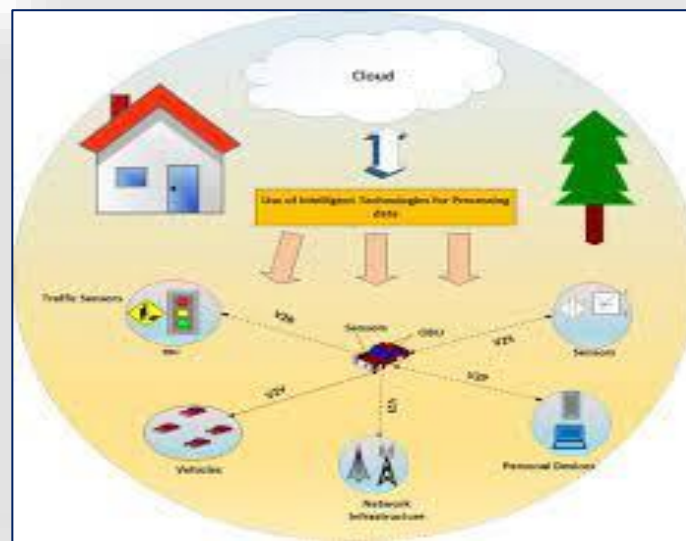 Cloud
Use of Intelligent Technologies for Processing
data
Traffic Sensors
V2R
Sensors
OBU
V2S
Sensors
V2V
V2P
Vehicles
Personal Devices
Network
Infrastructure